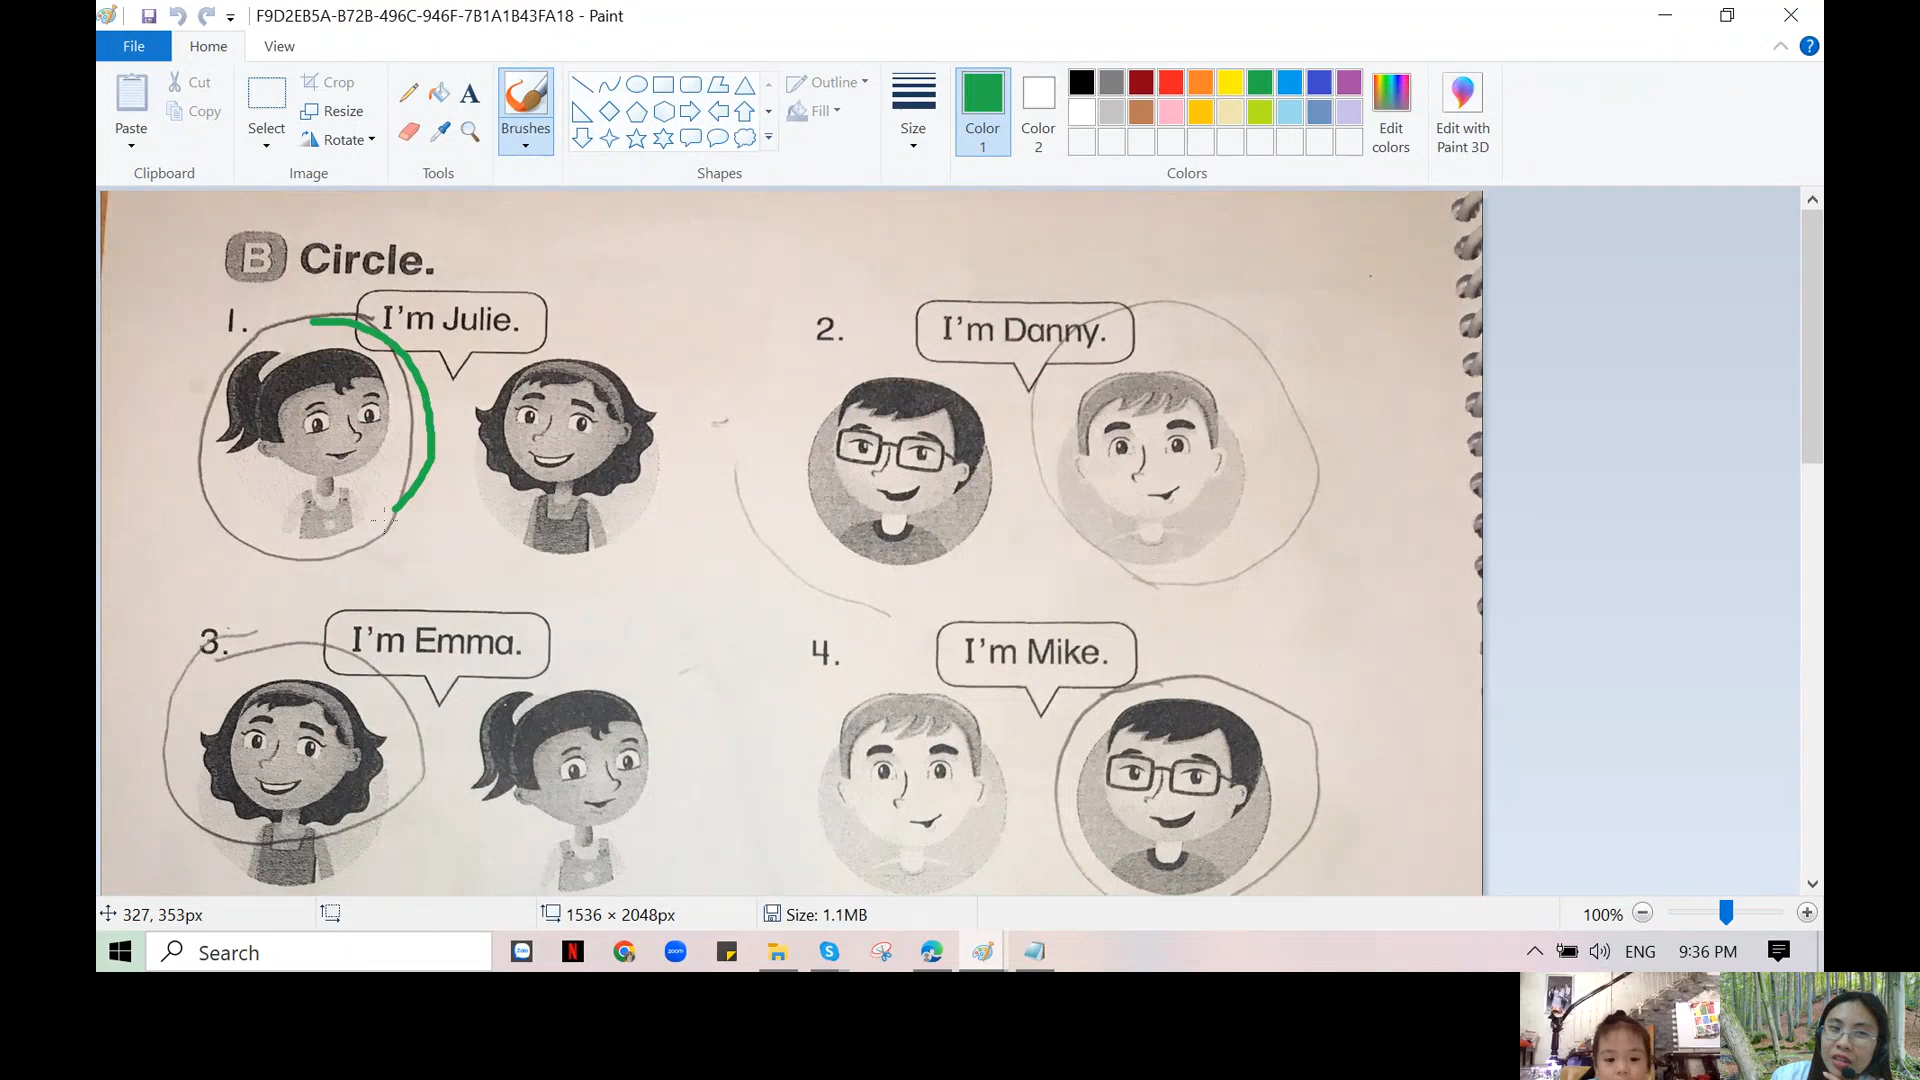 F9D2EB5A-B72B-496C-946F-7B1A1B43FA18 - Paint
File Home View
Paste
Cut
Copy
Clipboard
Select
Crop
Resize
Rotate
Image
A
Tools
Brushes
Shapes
Outline
Fill
Size
Color 1
Color 2
Colors
Edit colors
Edit with Paint 3D
?
B Circle.
1. I'm Julie.
2. I'm Danny.
3. I'm Emma.
4. I'm Mike.
327, 353px
1536 × 2048px
Size: 1.1MB
100%
Search
Zalo
N
zoom
S
ENG
9:36 PM